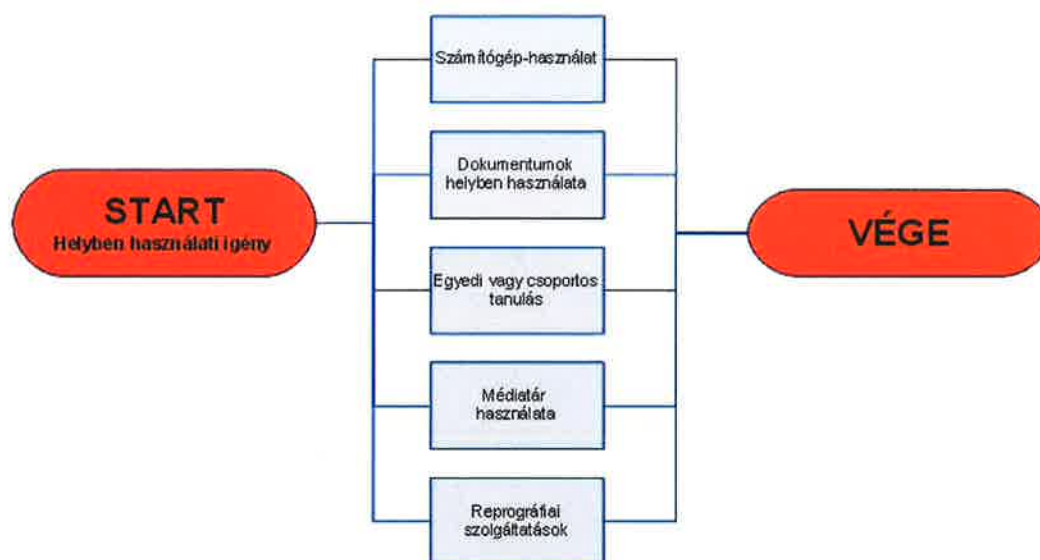 START
Helyben használati igény
Számítógép-használat
Dokumentumok
helyben használata
Egyedi vagy csoportos
tanulás
Médiatár
használata
Reprográfiai
szolgáltatások
VÉGE